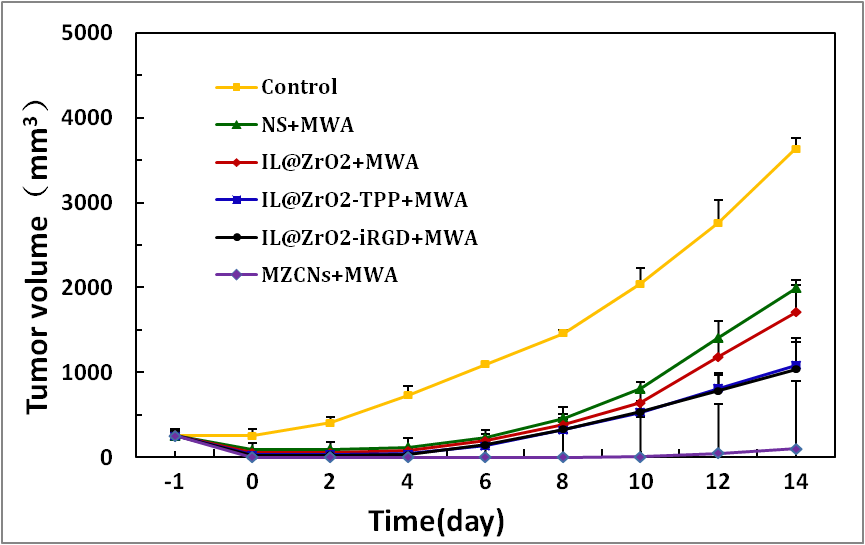 5000
4000
3000
2000
1000
0
Tumor volume（mm³）
Control
NS+MWA
IL@ZrO2+MWA
IL@ZrO2-TPP+MWA
IL@ZrO2-iRGD+MWA
MZCNs+MWA
-1 0 2 4 6 8 10 12 14
Time(day)